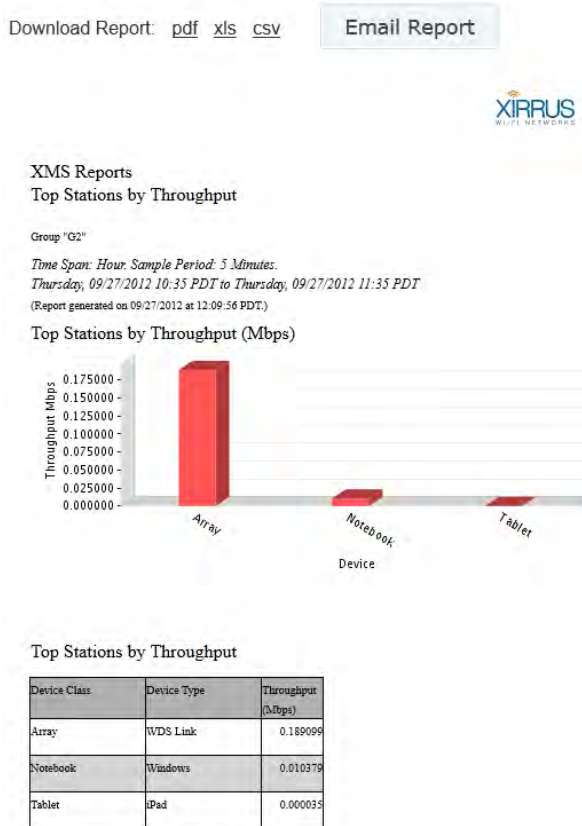 Download Report: pdf xls csv Email Report
XIRRUS
WI-FI NETWORKS
XMS Reports
Top Stations by Throughput
Group "G2"
Time Span: Hour. Sample Period: 5 Minutes.
Thursday, 09/27/2012 10:35 PDT to Thursday, 09/27/2012 11:35 PDT
(Report generated on 09/27/2012 at 12:09:56 PDT.)
Top Stations by Throughput (Mbps)
Throughput Mbps
0.175000
0.150000
0.125000
0.100000
0.075000
0.050000
0.025000
0.000000
Array Notebook Tablet
Device
Top Stations by Throughput
Device Class Device Type Throughput
(Mbps)
Array WDS Link 0.189099
Notebook Windows 0.010379
Tablet iPad 0.000035